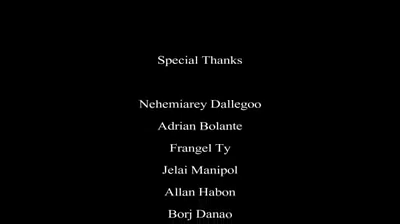 Special Thanks
Nehemiarey Dallegoo
Adrian Bolante
Frangel Ty
Jelai Manipol
Allan Habon
Borj Danao